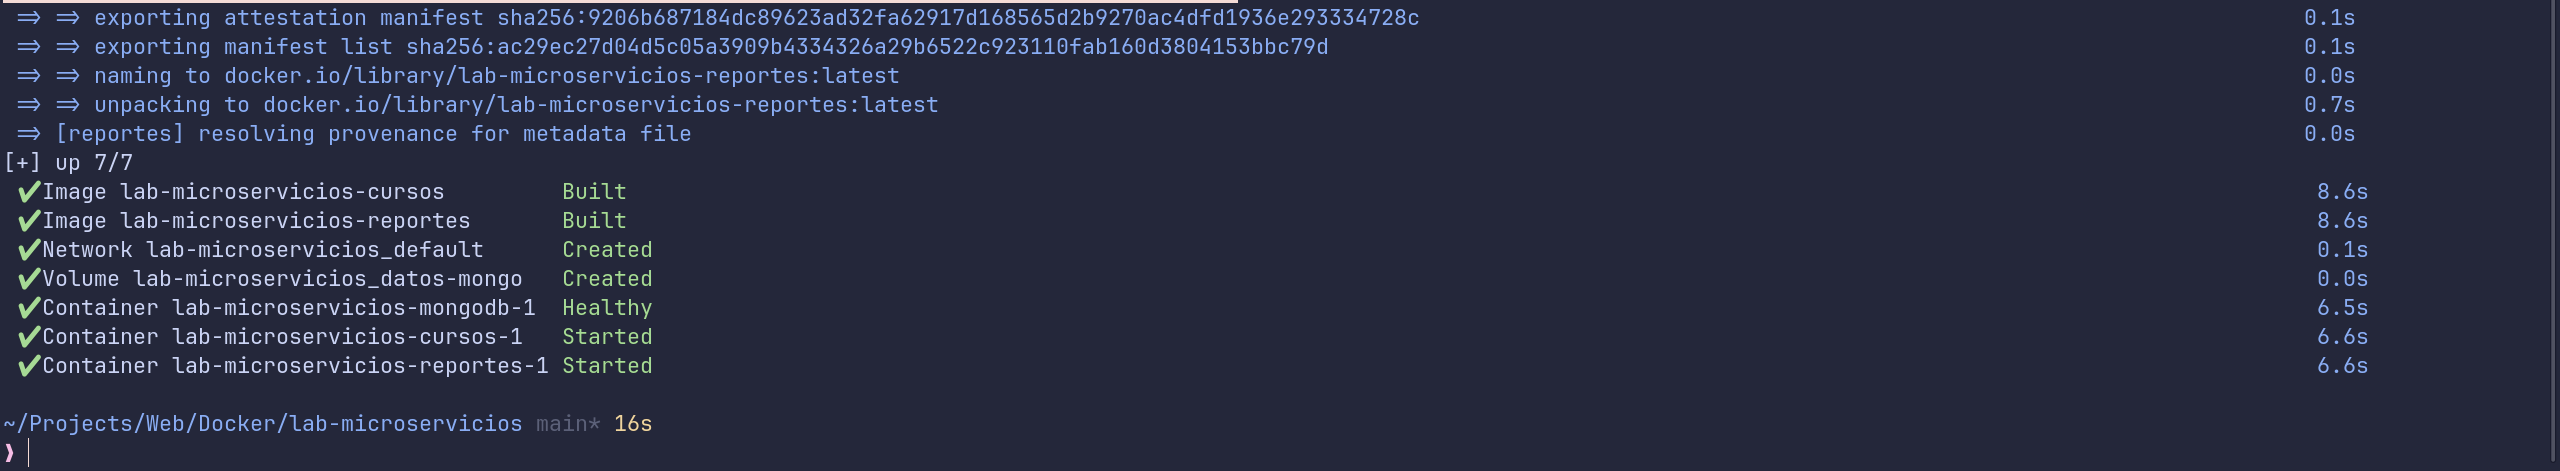 => => exporting attestation manifest sha256:9206b687184dc89623ad32fa62917d168565d2b9270ac4dfd1936e293334728c 0.1s
=> => exporting manifest list sha256:ac29ec27d04d5c05a3909b4334326a29b6522c923110fab160d3804153bbc79d 0.1s
=> => naming to docker.io/library/lab-microservicios-reportes:latest 0.0s
=> => unpacking to docker.io/library/lab-microservicios-reportes:latest 0.7s
=> [reportes] resolving provenance for metadata file 0.0s
[+] up 7/7
✔Image lab-microservicios-cursos Built 8.6s
✔Image lab-microservicios-reportes Built 8.6s
✔Network lab-microservicios_default Created 0.1s
✔Volume lab-microservicios_datos-mongo Created 0.0s
✔Container lab-microservicios-mongodb-1 Healthy 6.5s
✔Container lab-microservicios-cursos-1 Started 6.6s
✔Container lab-microservicios-reportes-1 Started 6.6s
~/Projects/Web/Docker/lab-microservicios main* 16s
❯